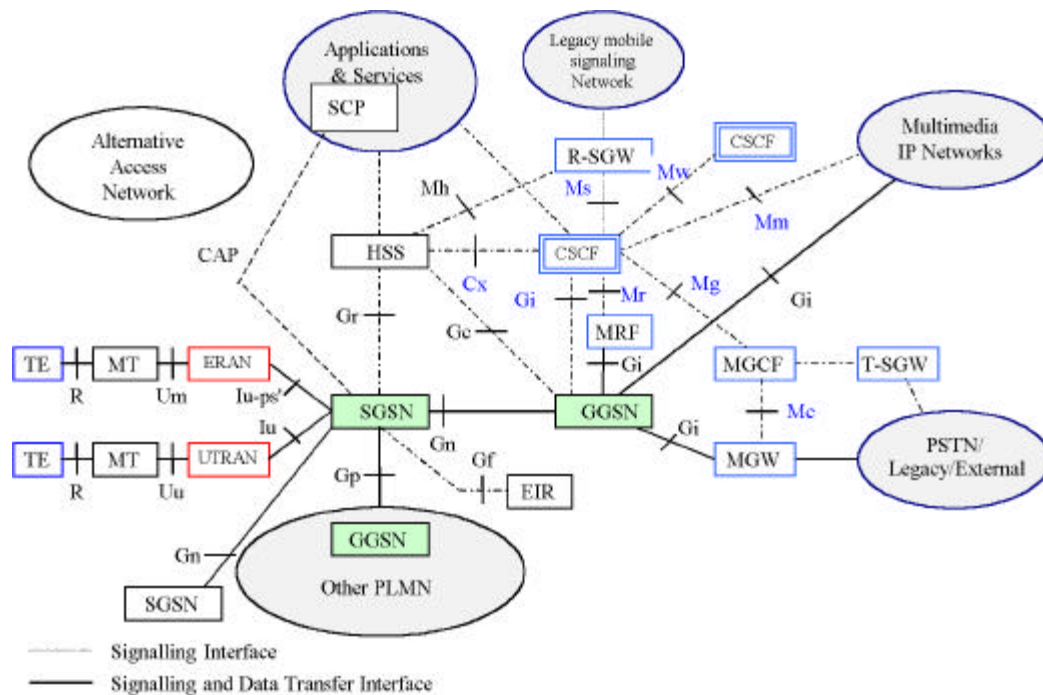 Applications
& Services
SCP
Legacy mobile
signaling
Network
Alternative
Access
Network
Multimedia
IP Networks
R-SGW
CSCF
Mh
Ms
Mw
Mm
CAP
HSS
CSCF
Cx
Gi
Mr
Mg
Gi
Gr
Gc
MRF
Gi
MGCF
T-SGW
TE
MT
ERAN
R
Um
Iu-ps'
SGSN
GGSN
Gn
Mc
Iu
Gi
TE
MT
UTRAN
R
Uu
Gp
Gf
EIR
MGW
PSTN/
Legacy/External
Gn
GGSN
SGSN
Other PLMN
Signalling Interface
Signalling and Data Transfer Interface